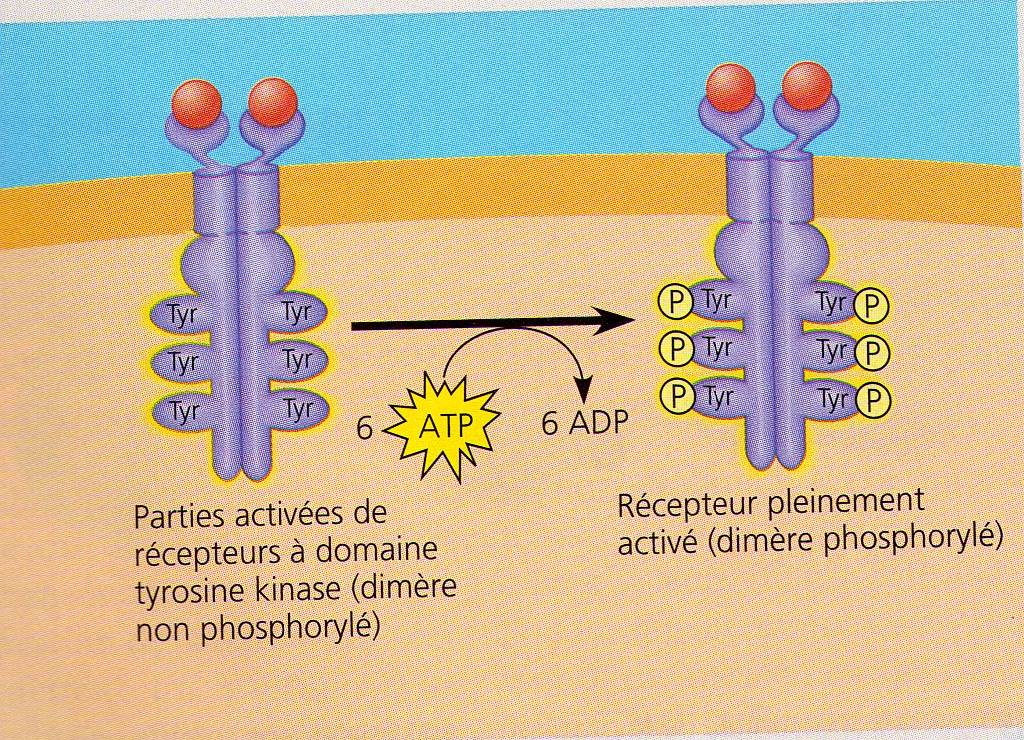 Tyr Tyr
Tyr Tyr
Tyr Tyr
6 ATP 6 ADP
P Tyr Tyr P
P Tyr Tyr P
P Tyr Tyr P
Parties activées de
récepteurs à domaine
tyrosine kinase (dimère
non phosphorylé)
Récepteur pleinement
activé (dimère phosphorylé)